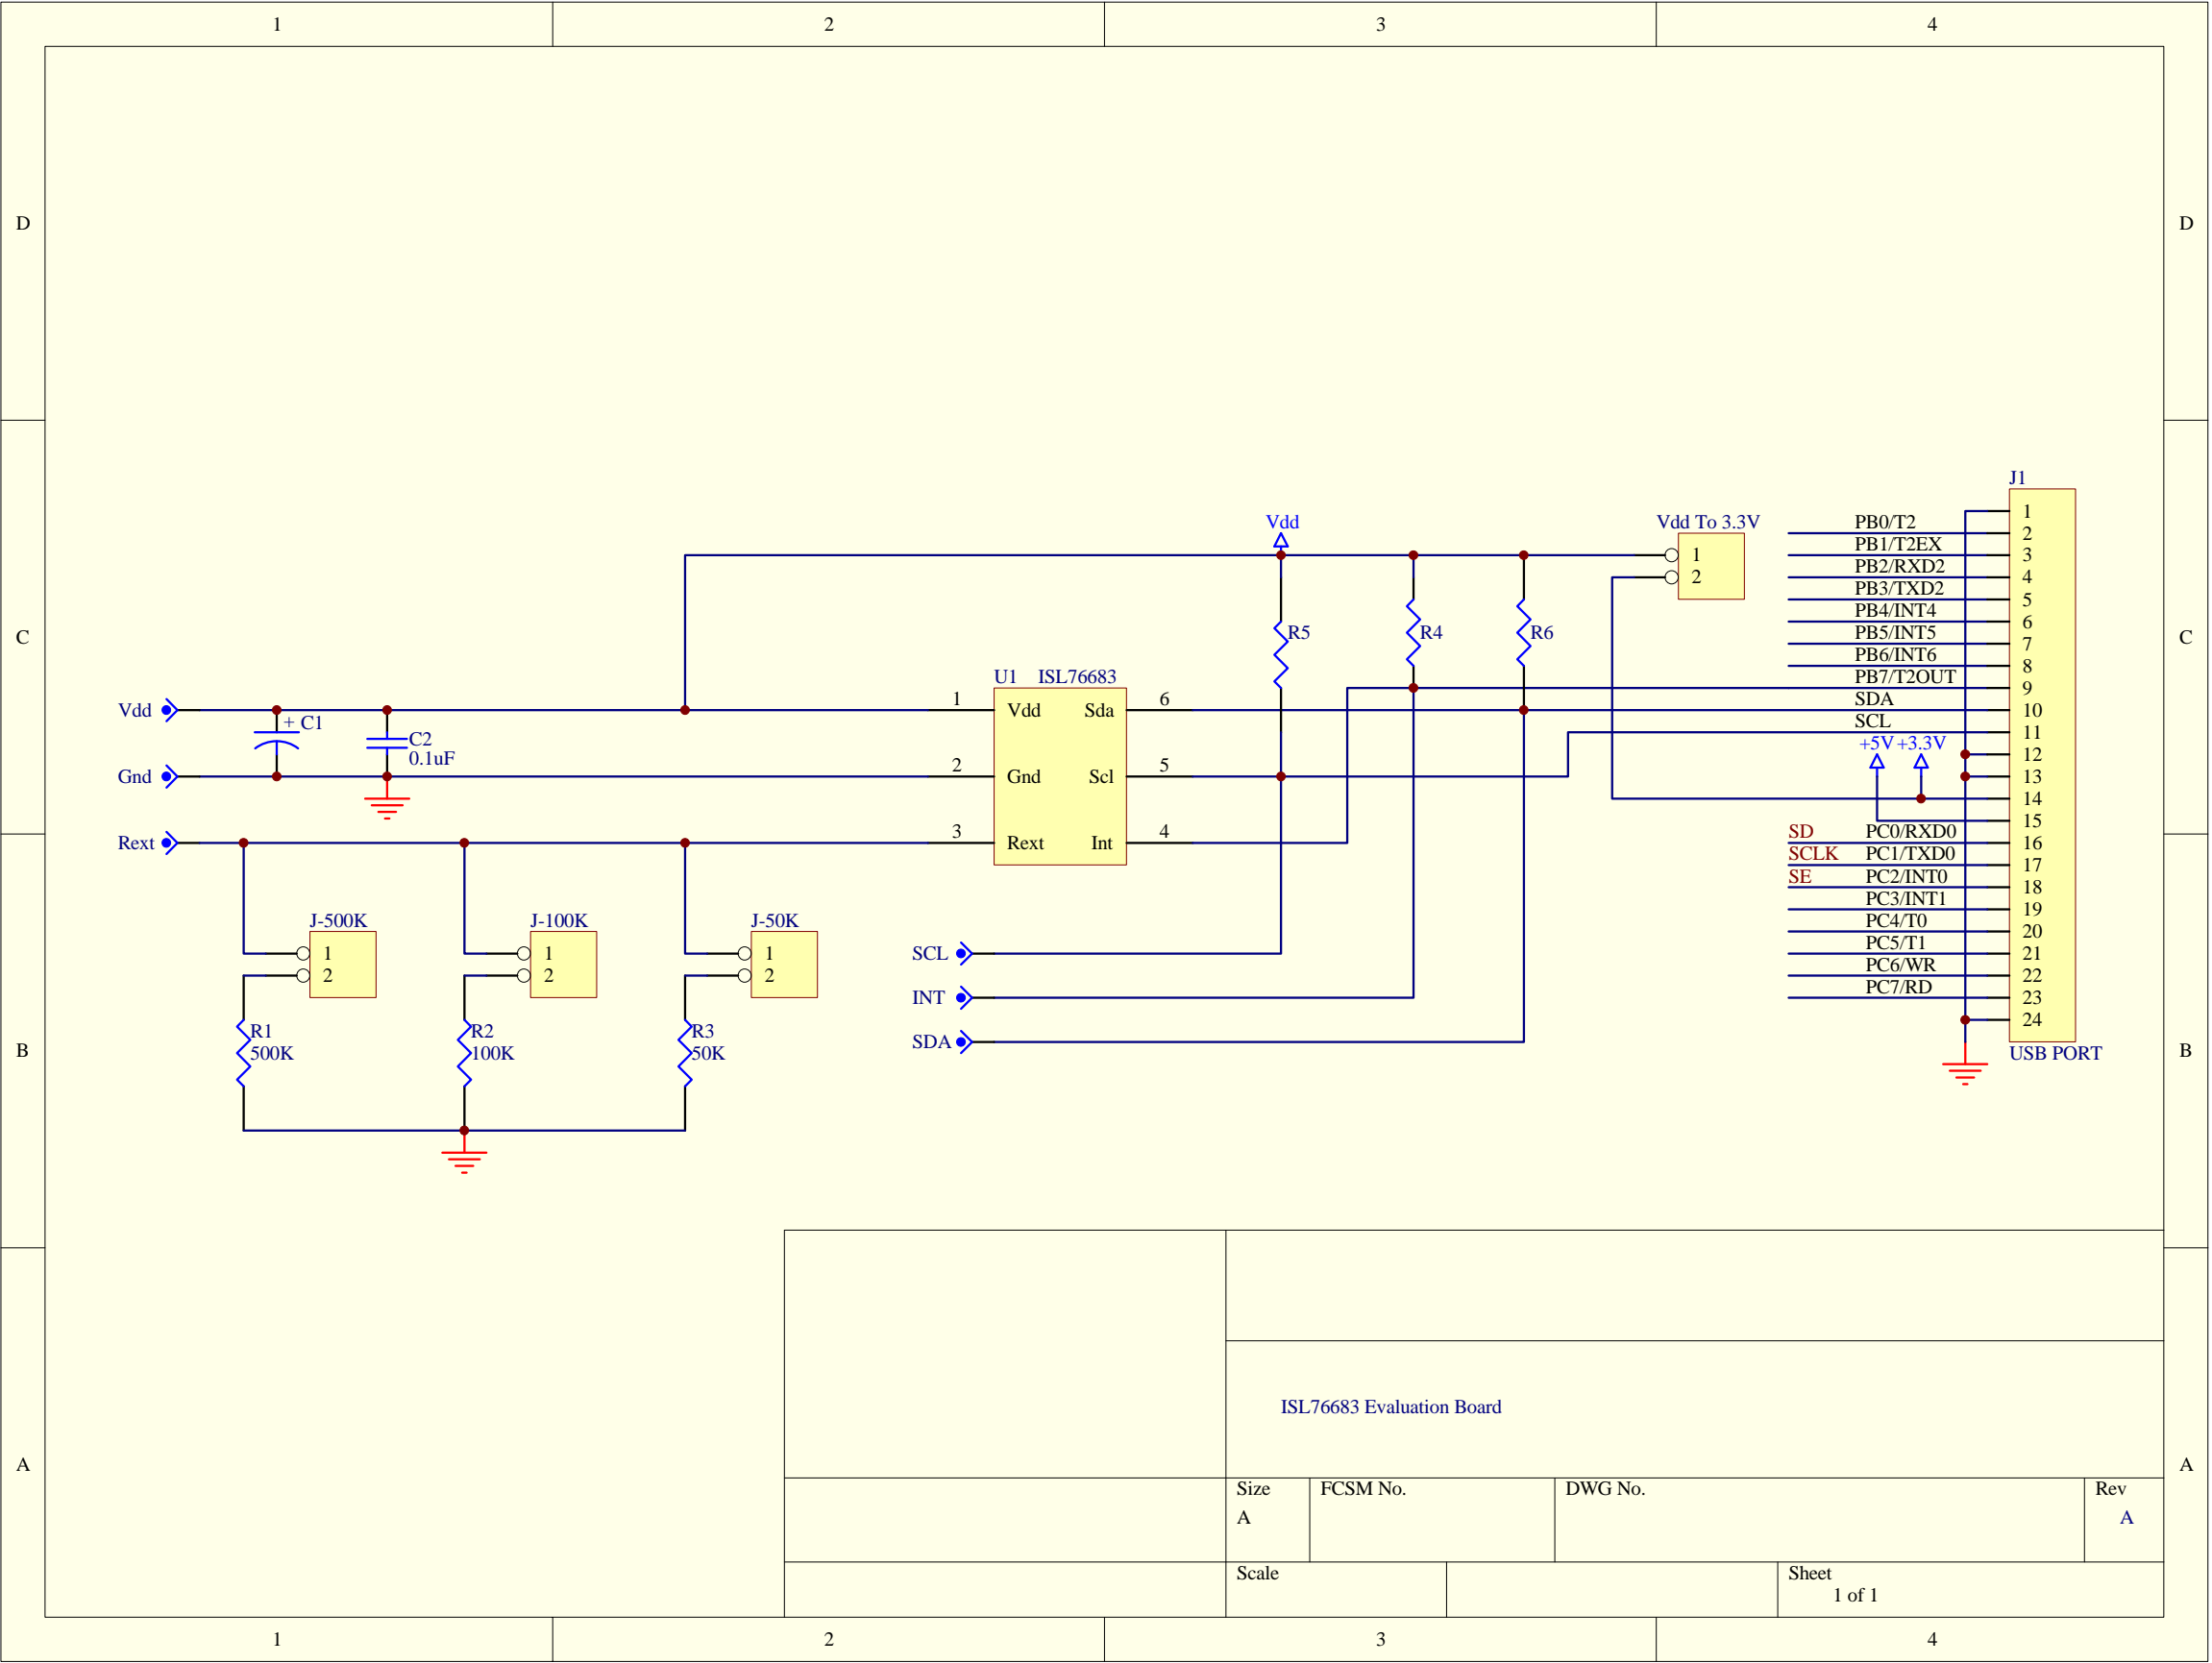 1 2 3 4
D D
C C
B B
A A
J1
Vdd
Vdd To 3.3V
1
2
PB0/T2
PB1/T2EX
PB2/RXD2
PB3/TXD2
PB4/INT4
PB5/INT5
PB6/INT6
PB7/T2OUT
SDA
SCL
+5V +3.3V
SD PC0/RXD0
SCLK PC1/TXD0
SE PC2/INT0
PC3/INT1
PC4/T0
PC5/T1
PC6/WR
PC7/RD
1
2
3
4
5
6
7
8
9
10
11
12
13
14
15
16
17
18
19
20
21
22
23
24
USB PORT
R5
R4
R6
U1 ISL76683
1 Vdd Sda 6
2 Gnd Scl 5
3 Rext Int 4
Vdd
+ C1
C2
0.1uF
Gnd
Rext
J-500K
1
2
J-100K
1
2
J-50K
1
2
R1
500K
R2
100K
R3
50K
SCL
INT
SDA
ISL76683 Evaluation Board
Size
A
FCSM No.
DWG No.
Rev
A
Scale
Sheet
1 of 1
1 2 3 4